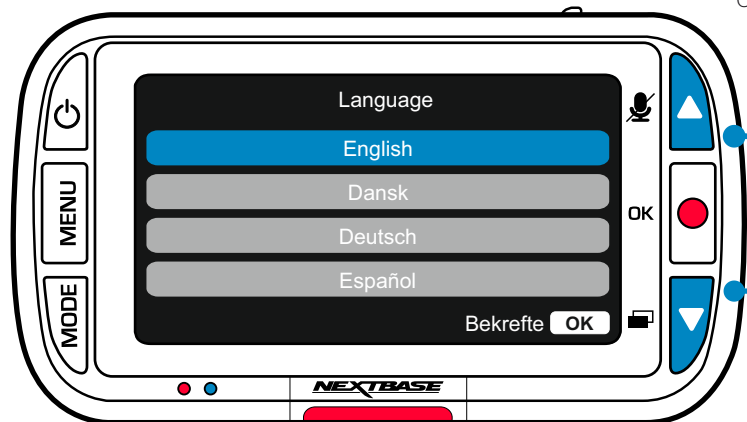 Language
English
Dansk
Deutsch
Español
Bekrefte OK
MENU
MODE
OK
NEXTBASE